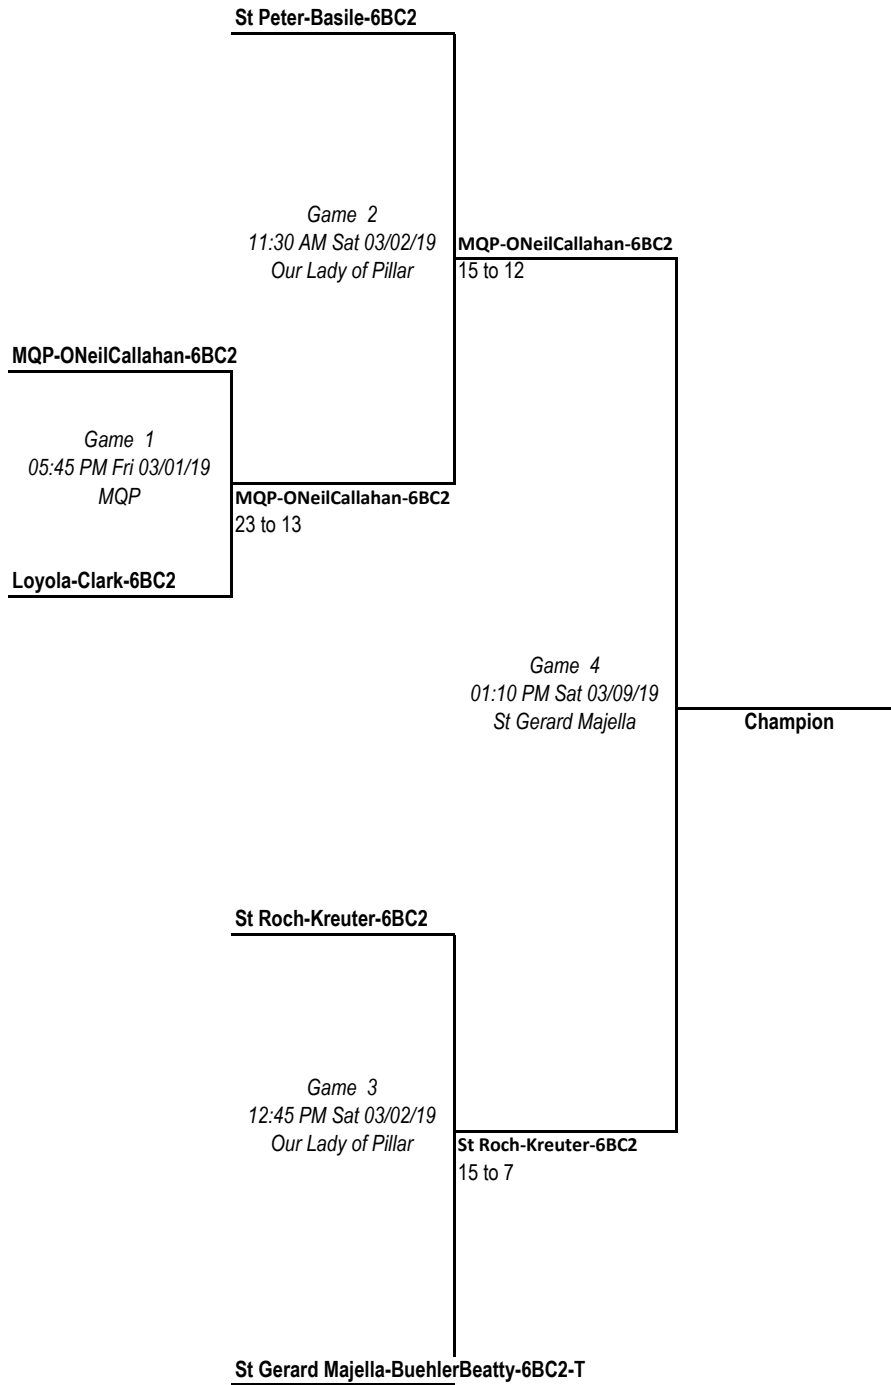 St Peter-Basile-6BC2
Game 2
11:30 AM Sat 03/02/19
Our Lady of Pillar
MQP-ONeilCallahan-6BC2
15 to 12
MQP-ONeilCallahan-6BC2
Game 1
05:45 PM Fri 03/01/19
MQP
MQP-ONeilCallahan-6BC2
23 to 13
Loyola-Clark-6BC2
Game 4
01:10 PM Sat 03/09/19
St Gerard Majella
Champion
St Roch-Kreuter-6BC2
Game 3
12:45 PM Sat 03/02/19
Our Lady of Pillar
St Roch-Kreuter-6BC2
15 to 7
St Gerard Majella-BuehlerBeatty-6BC2-T